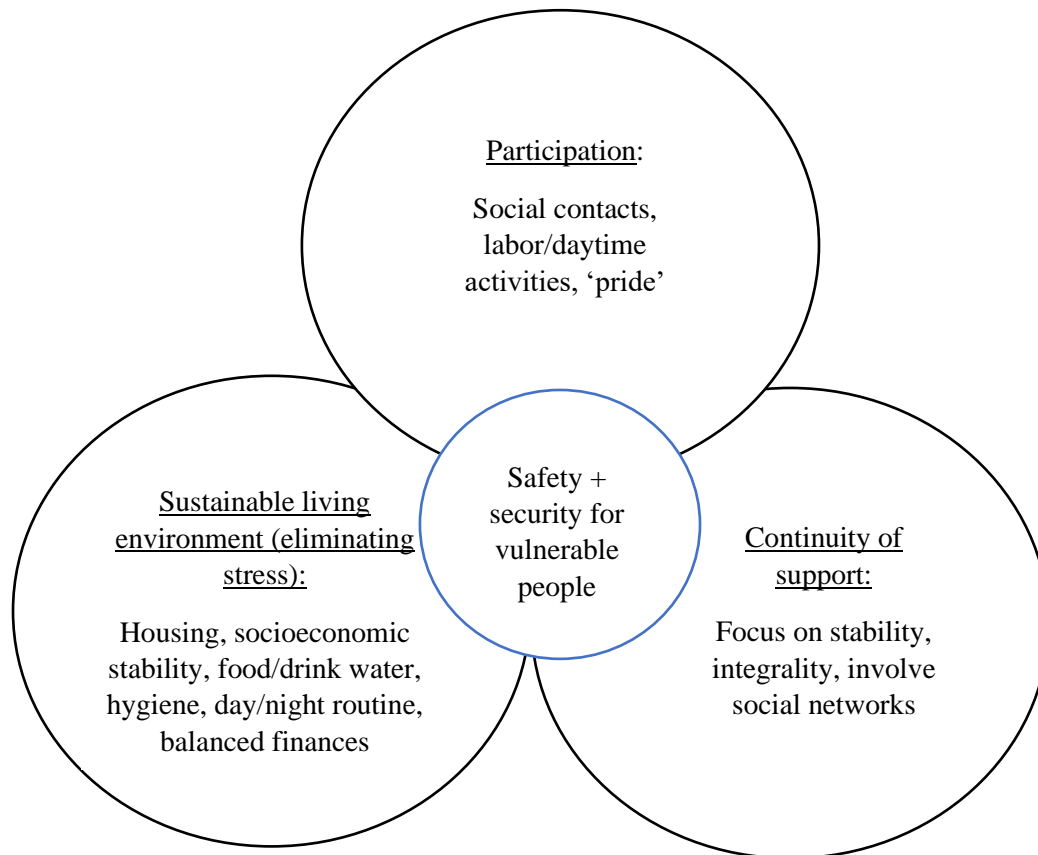 Participation:
Social contacts,
labor/daytime
activities, ‘pride’
Safety +
security for
vulnerable
people
Sustainable living
environment (eliminating
stress):
Housing, socioeconomic
stability, food/drink water,
hygiene, day/night routine,
balanced finances
Continuity of
support:
Focus on stability,
integrality, involve
social networks